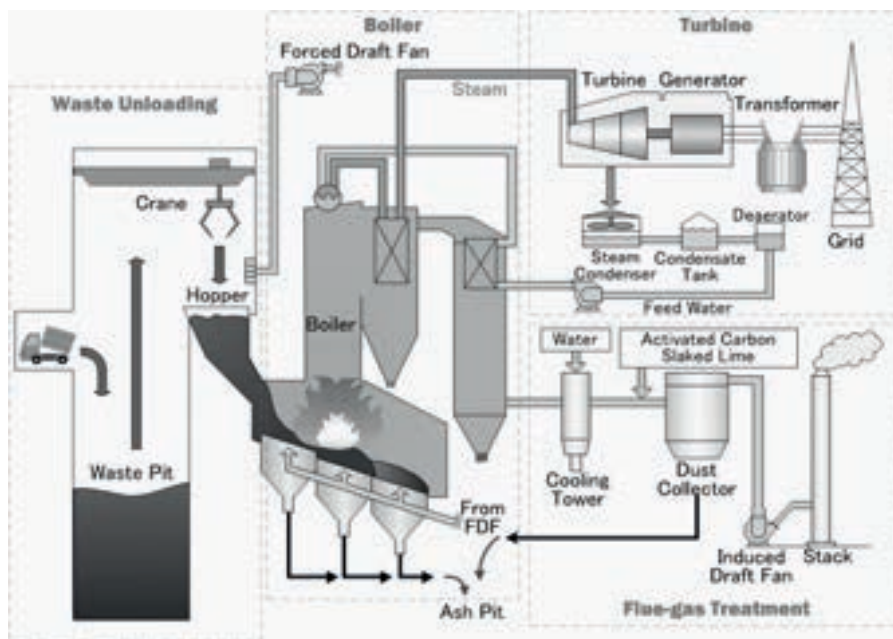 Boiler
Turbine
Forced Draft Fan
Steam
Turbine Generator
Waste Unloading
Transformer
Crane
Deaerator
Grid
Steam
Condenser
Condensate
Tank
Hopper
Feed Water
Boiler
Water
Activated Carbon
Slaked Lime
Waste Pit
Cooling
Tower
Dust
Collector
From
FDF
Induced
Draft Fan
Stack
Ash Pit
Flue-gas Treatment